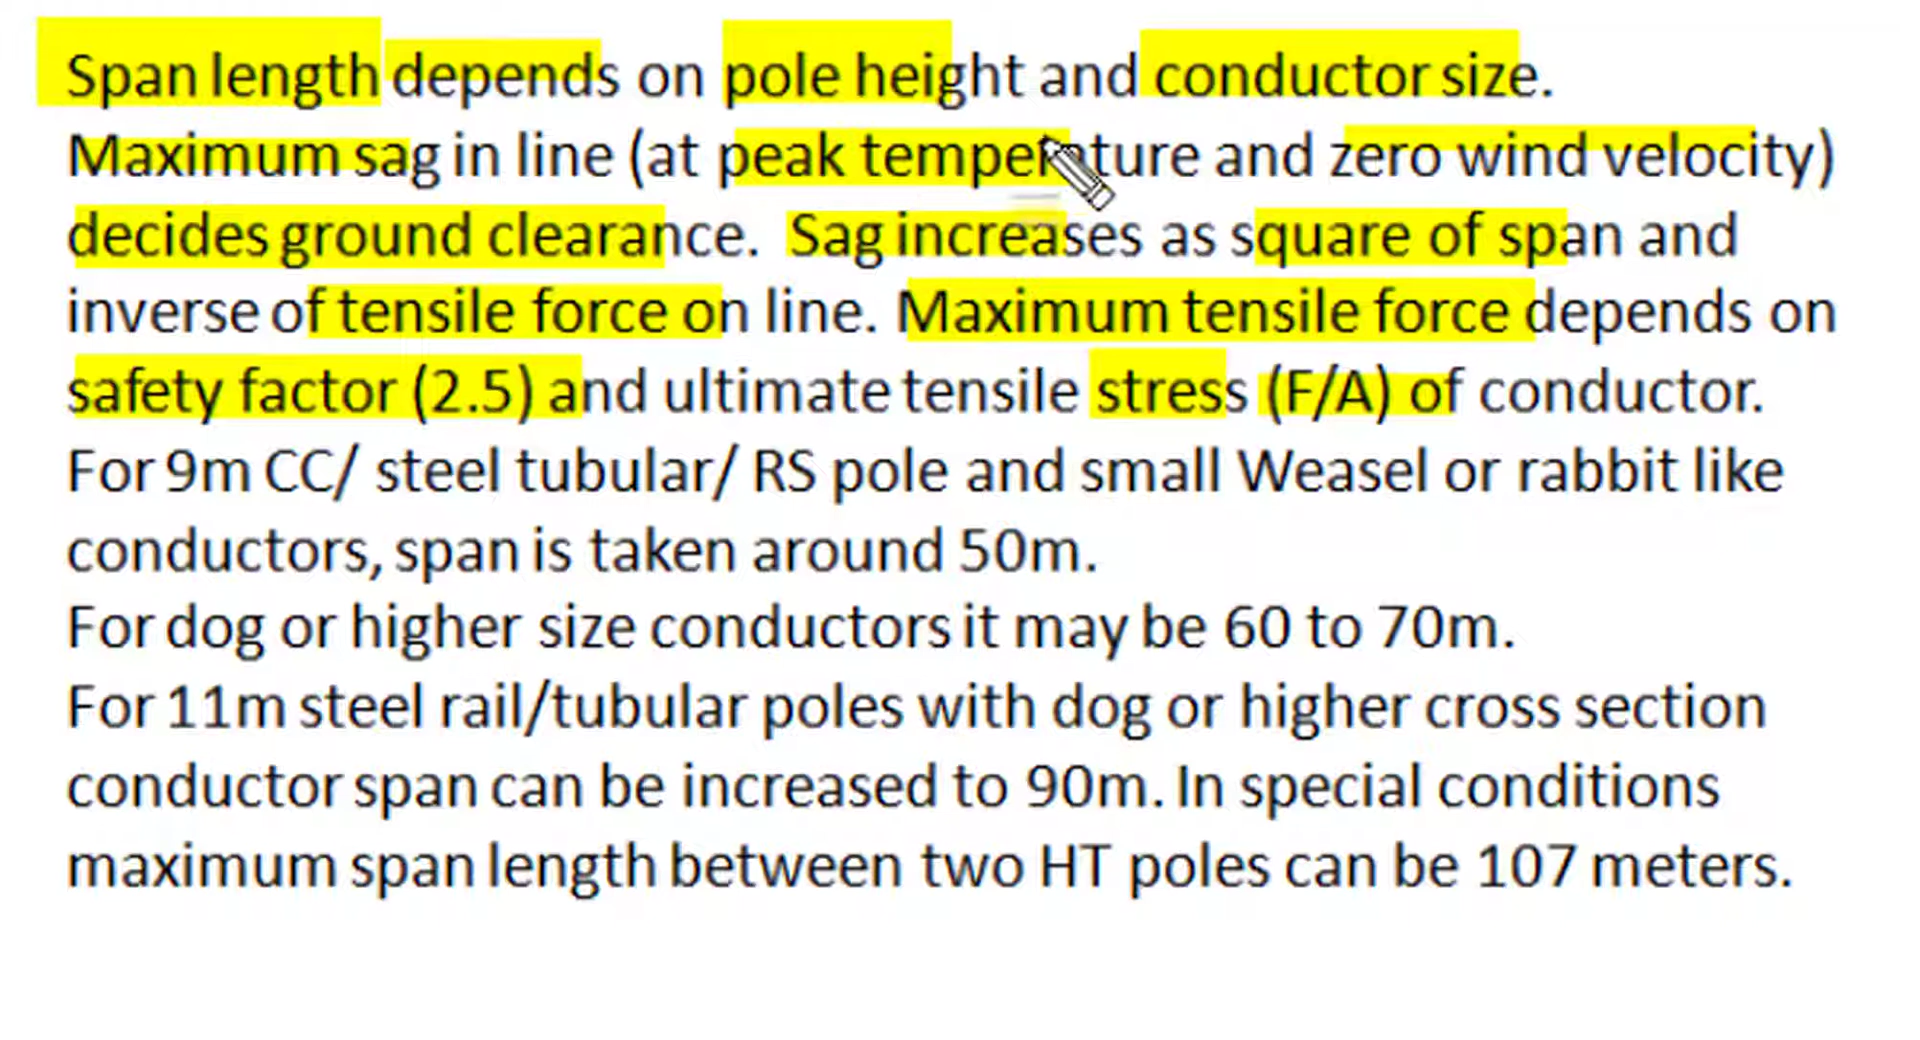 Span length depends on pole height and conductor size.
Maximum sag in line (at peak temperature and zero wind velocity)
decides ground clearance. Sag increases as square of span and
inverse of tensile force on line. Maximum tensile force depends on
safety factor (2.5) and ultimate tensile stress (F/A) of conductor.
For 9m CC/ steel tubular/ RS pole and small Weasel or rabbit like
conductors, span is taken around 50m.
For dog or higher size conductors it may be 60 to 70m.
For 11m steel rail/tubular poles with dog or higher cross section
conductor span can be increased to 90m. In special conditions
maximum span length between two HT poles can be 107 meters.